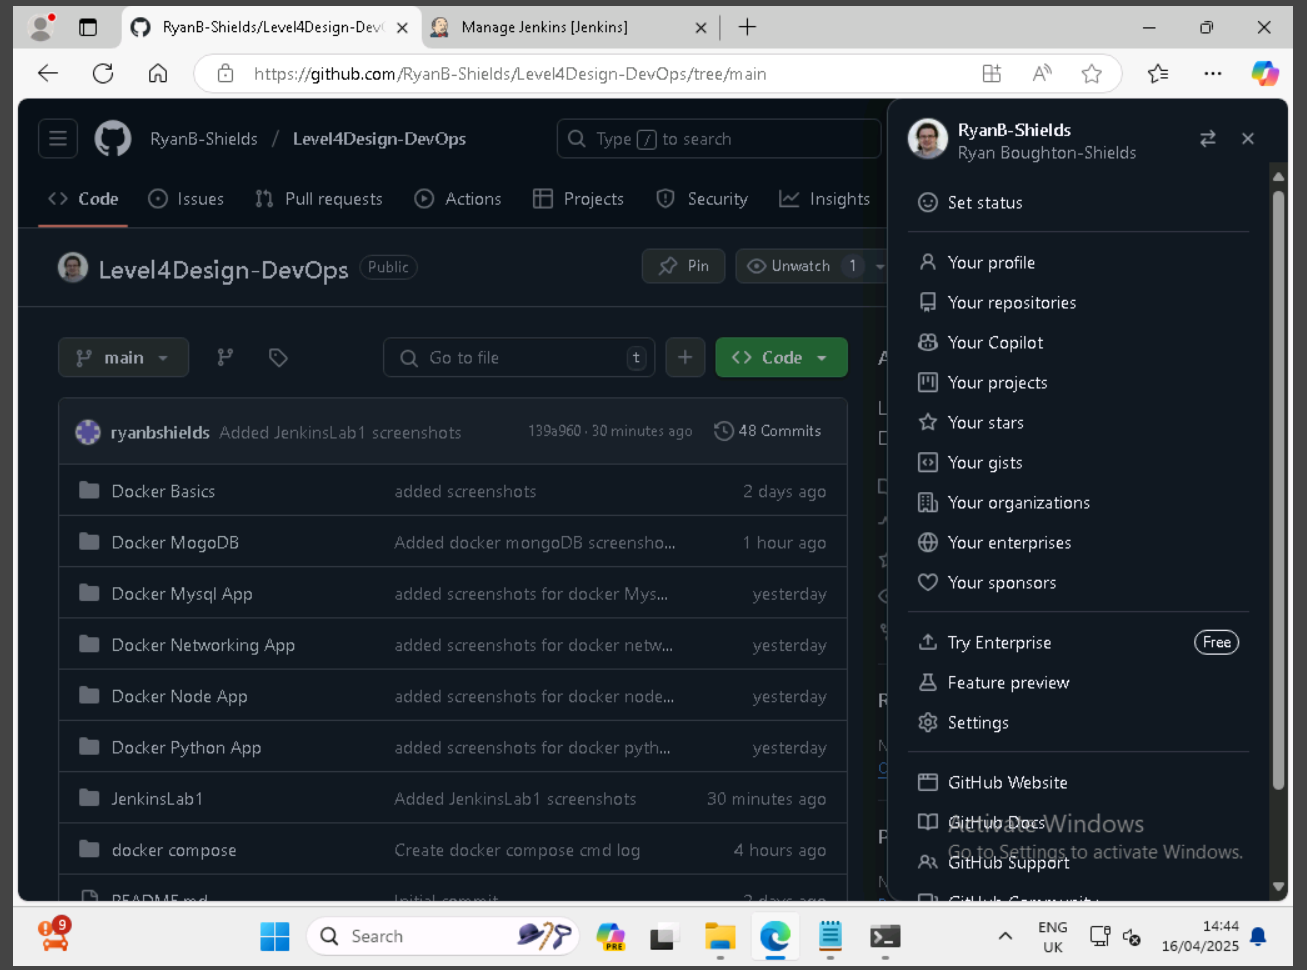 RyanB-Shields/Level4Design-Dev
Manage Jenkins [Jenkins]
https://github.com/RyanB-Shields/Level4Design-DevOps/tree/main
RyanB-Shields / Level4Design-DevOps
Type / to search
Code
Issues
Pull requests
Actions
Projects
Security
Insights
Level4Design-DevOps Public
Pin
Unwatch 1
main
Go to file t
Code
ryanbshields Added JenkinsLab1 screenshots 139a960 · 30 minutes ago 48 Commits
Docker Basics added screenshots 2 days ago
Docker MogoDB Added docker mongoDB screensho... 1 hour ago
Docker Mysql App added screenshots for docker Mys... yesterday
Docker Networking App added screenshots for docker netw... yesterday
Docker Node App added screenshots for docker node... yesterday
Docker Python App added screenshots for docker pyth... yesterday
JenkinsLab1 Added JenkinsLab1 screenshots 30 minutes ago
docker compose Create docker compose cmd log 4 hours ago
README.md Initial commit 2 days ago
RyanB-Shields
Ryan Boughton-Shields
Set status
Your profile
Your repositories
Your Copilot
Your projects
Your stars
Your gists
Your organizations
Your enterprises
Your sponsors
Try Enterprise Free
Feature preview
Settings
GitHub Website
GitHub Docs
GitHub Support
GitHub Community
Activate Windows
Go to Settings to activate Windows.
9
Search
PRE
ENG
UK
14:44
16/04/2025